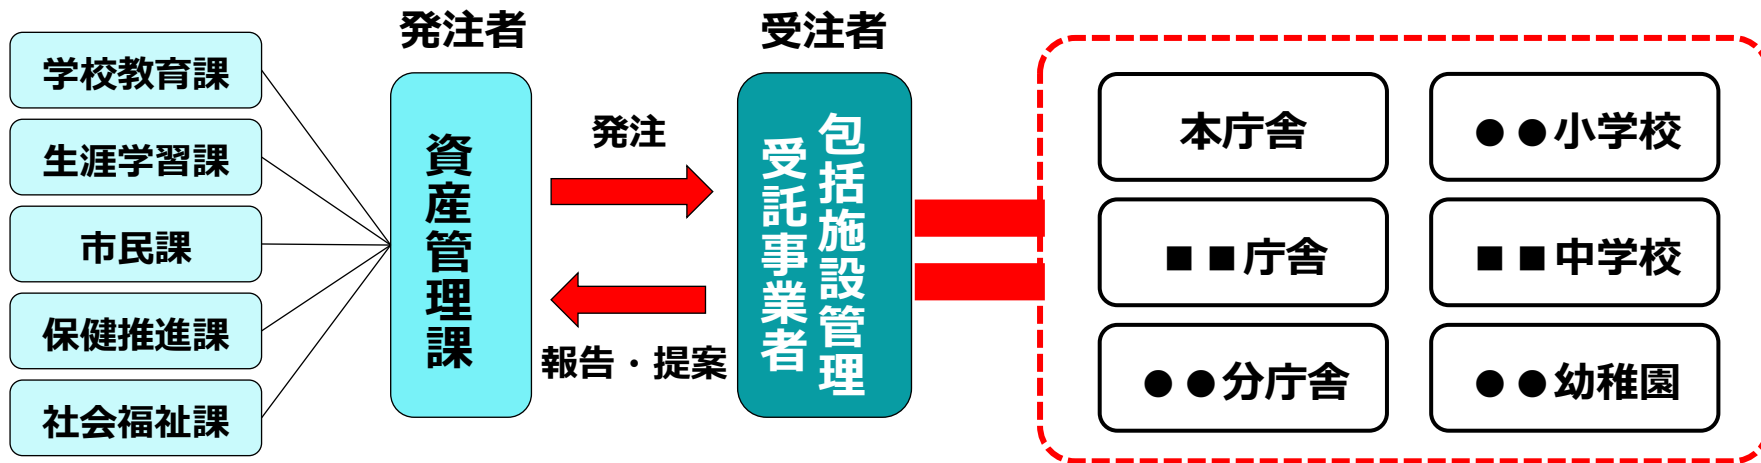 発注者
受注者
学校教育課
生涯学習課
市民課
保健推進課
社会福祉課
資産管理課
発注
報告・提案
包括施設管理
受託事業者
本庁舎
●●小学校
■■庁舎
■■中学校
●●分庁舎
●●幼稚園